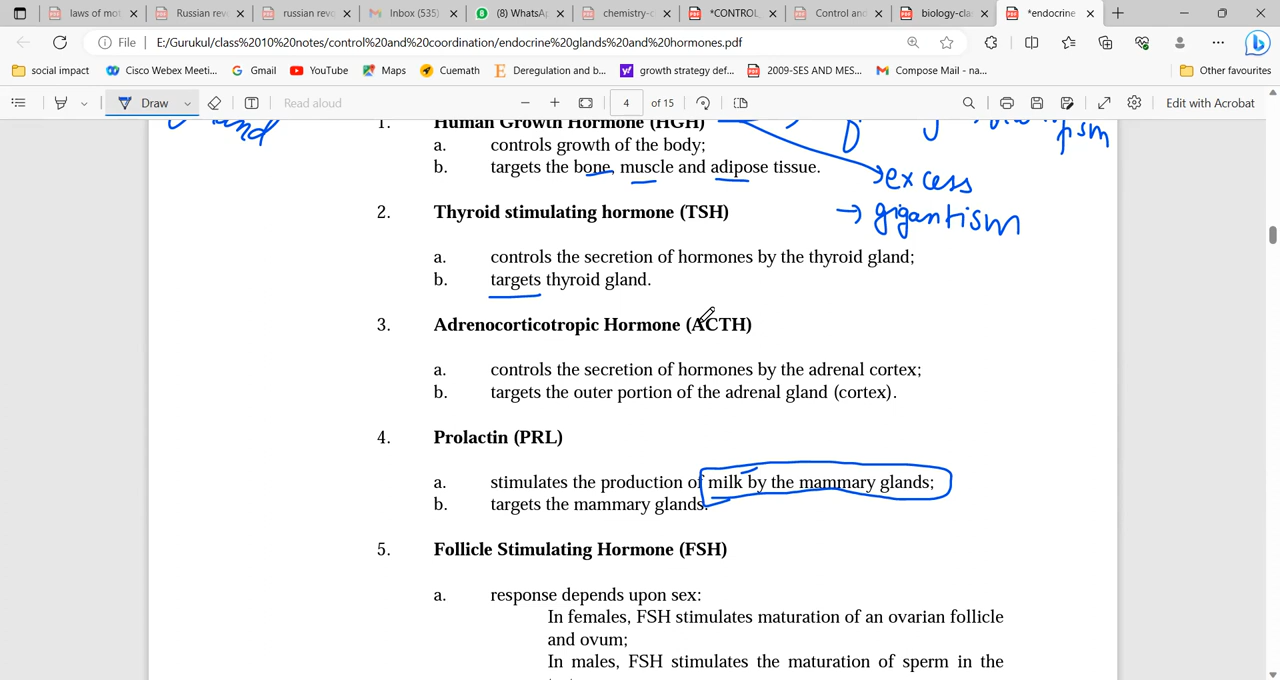 laws of mot
Russian rev
russian revo
Inbox (535)
(8) WhatsA
chemistry-c
*CONTROL_
Control and
biology-clas
*endocrine
File
E:/Gurukul/class%2010%20notes/control%20and%20coordination/endocrine%20glands%20and%20hormones.pdf
social impact
Cisco Webex Meeti...
Gmail
YouTube
Maps
Cuemath
Deregulation and b...
growth strategy def...
2009-SES AND MES...
Compose Mail - na...
Other favourites
Draw
Read aloud
4 of 15
Edit with Acrobat
1. Human Growth Hormone (HGH)
a. controls growth of the body;
b. targets the bone, muscle and adipose tissue.
pism
excess
→ gigantism
2. Thyroid stimulating hormone (TSH)
a. controls the secretion of hormones by the thyroid gland;
b. targets thyroid gland.
3. Adrenocorticotropic Hormone (ACTH)
a. controls the secretion of hormones by the adrenal cortex;
b. targets the outer portion of the adrenal gland (cortex).
4. Prolactin (PRL)
a. stimulates the production of milk by the mammary glands;
b. targets the mammary glands.
5. Follicle Stimulating Hormone (FSH)
a. response depends upon sex:
In females, FSH stimulates maturation of an ovarian follicle
and ovum;
In males, FSH stimulates the maturation of sperm in the